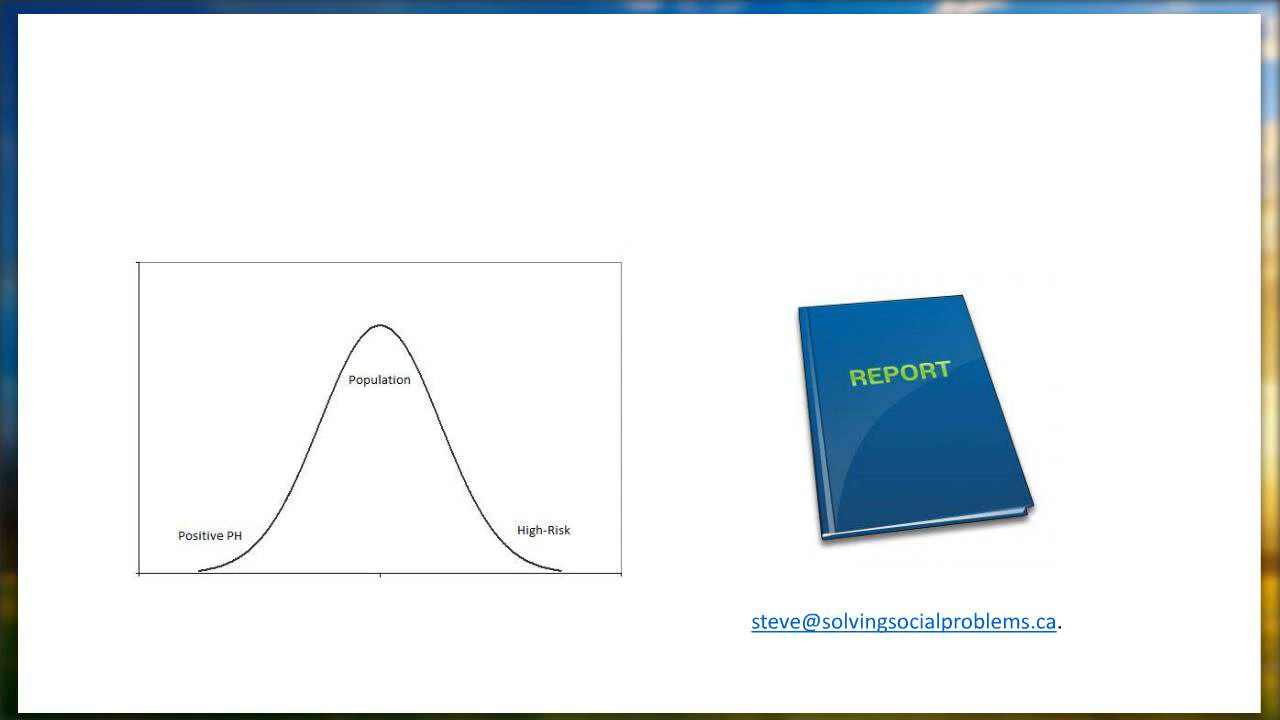 Population
Positive PH
High-Risk
REPORT
steve@solvingsocialproblems.ca.